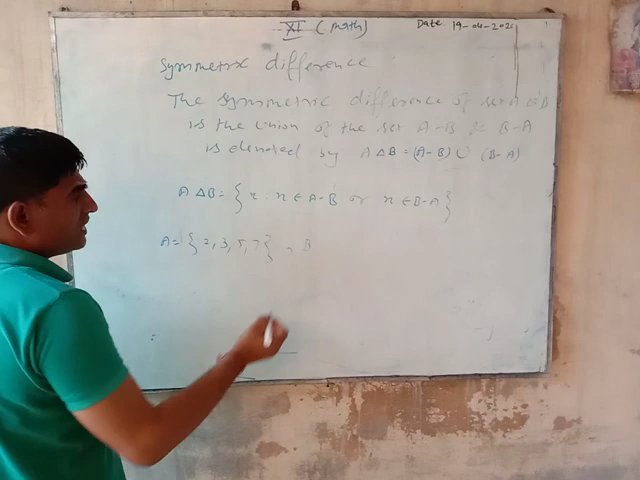 XI (math)
Date 19-04-202
Symmetric difference
The symmetric difference of set A & B
is the union of the set A-B & B-A
is denoted by A Δ B = (A-B) ∪ (B-A)
A Δ B = { x : x ∈ A-B or x ∈ B-A }
A = { 2, 3, 5, 7 } , B